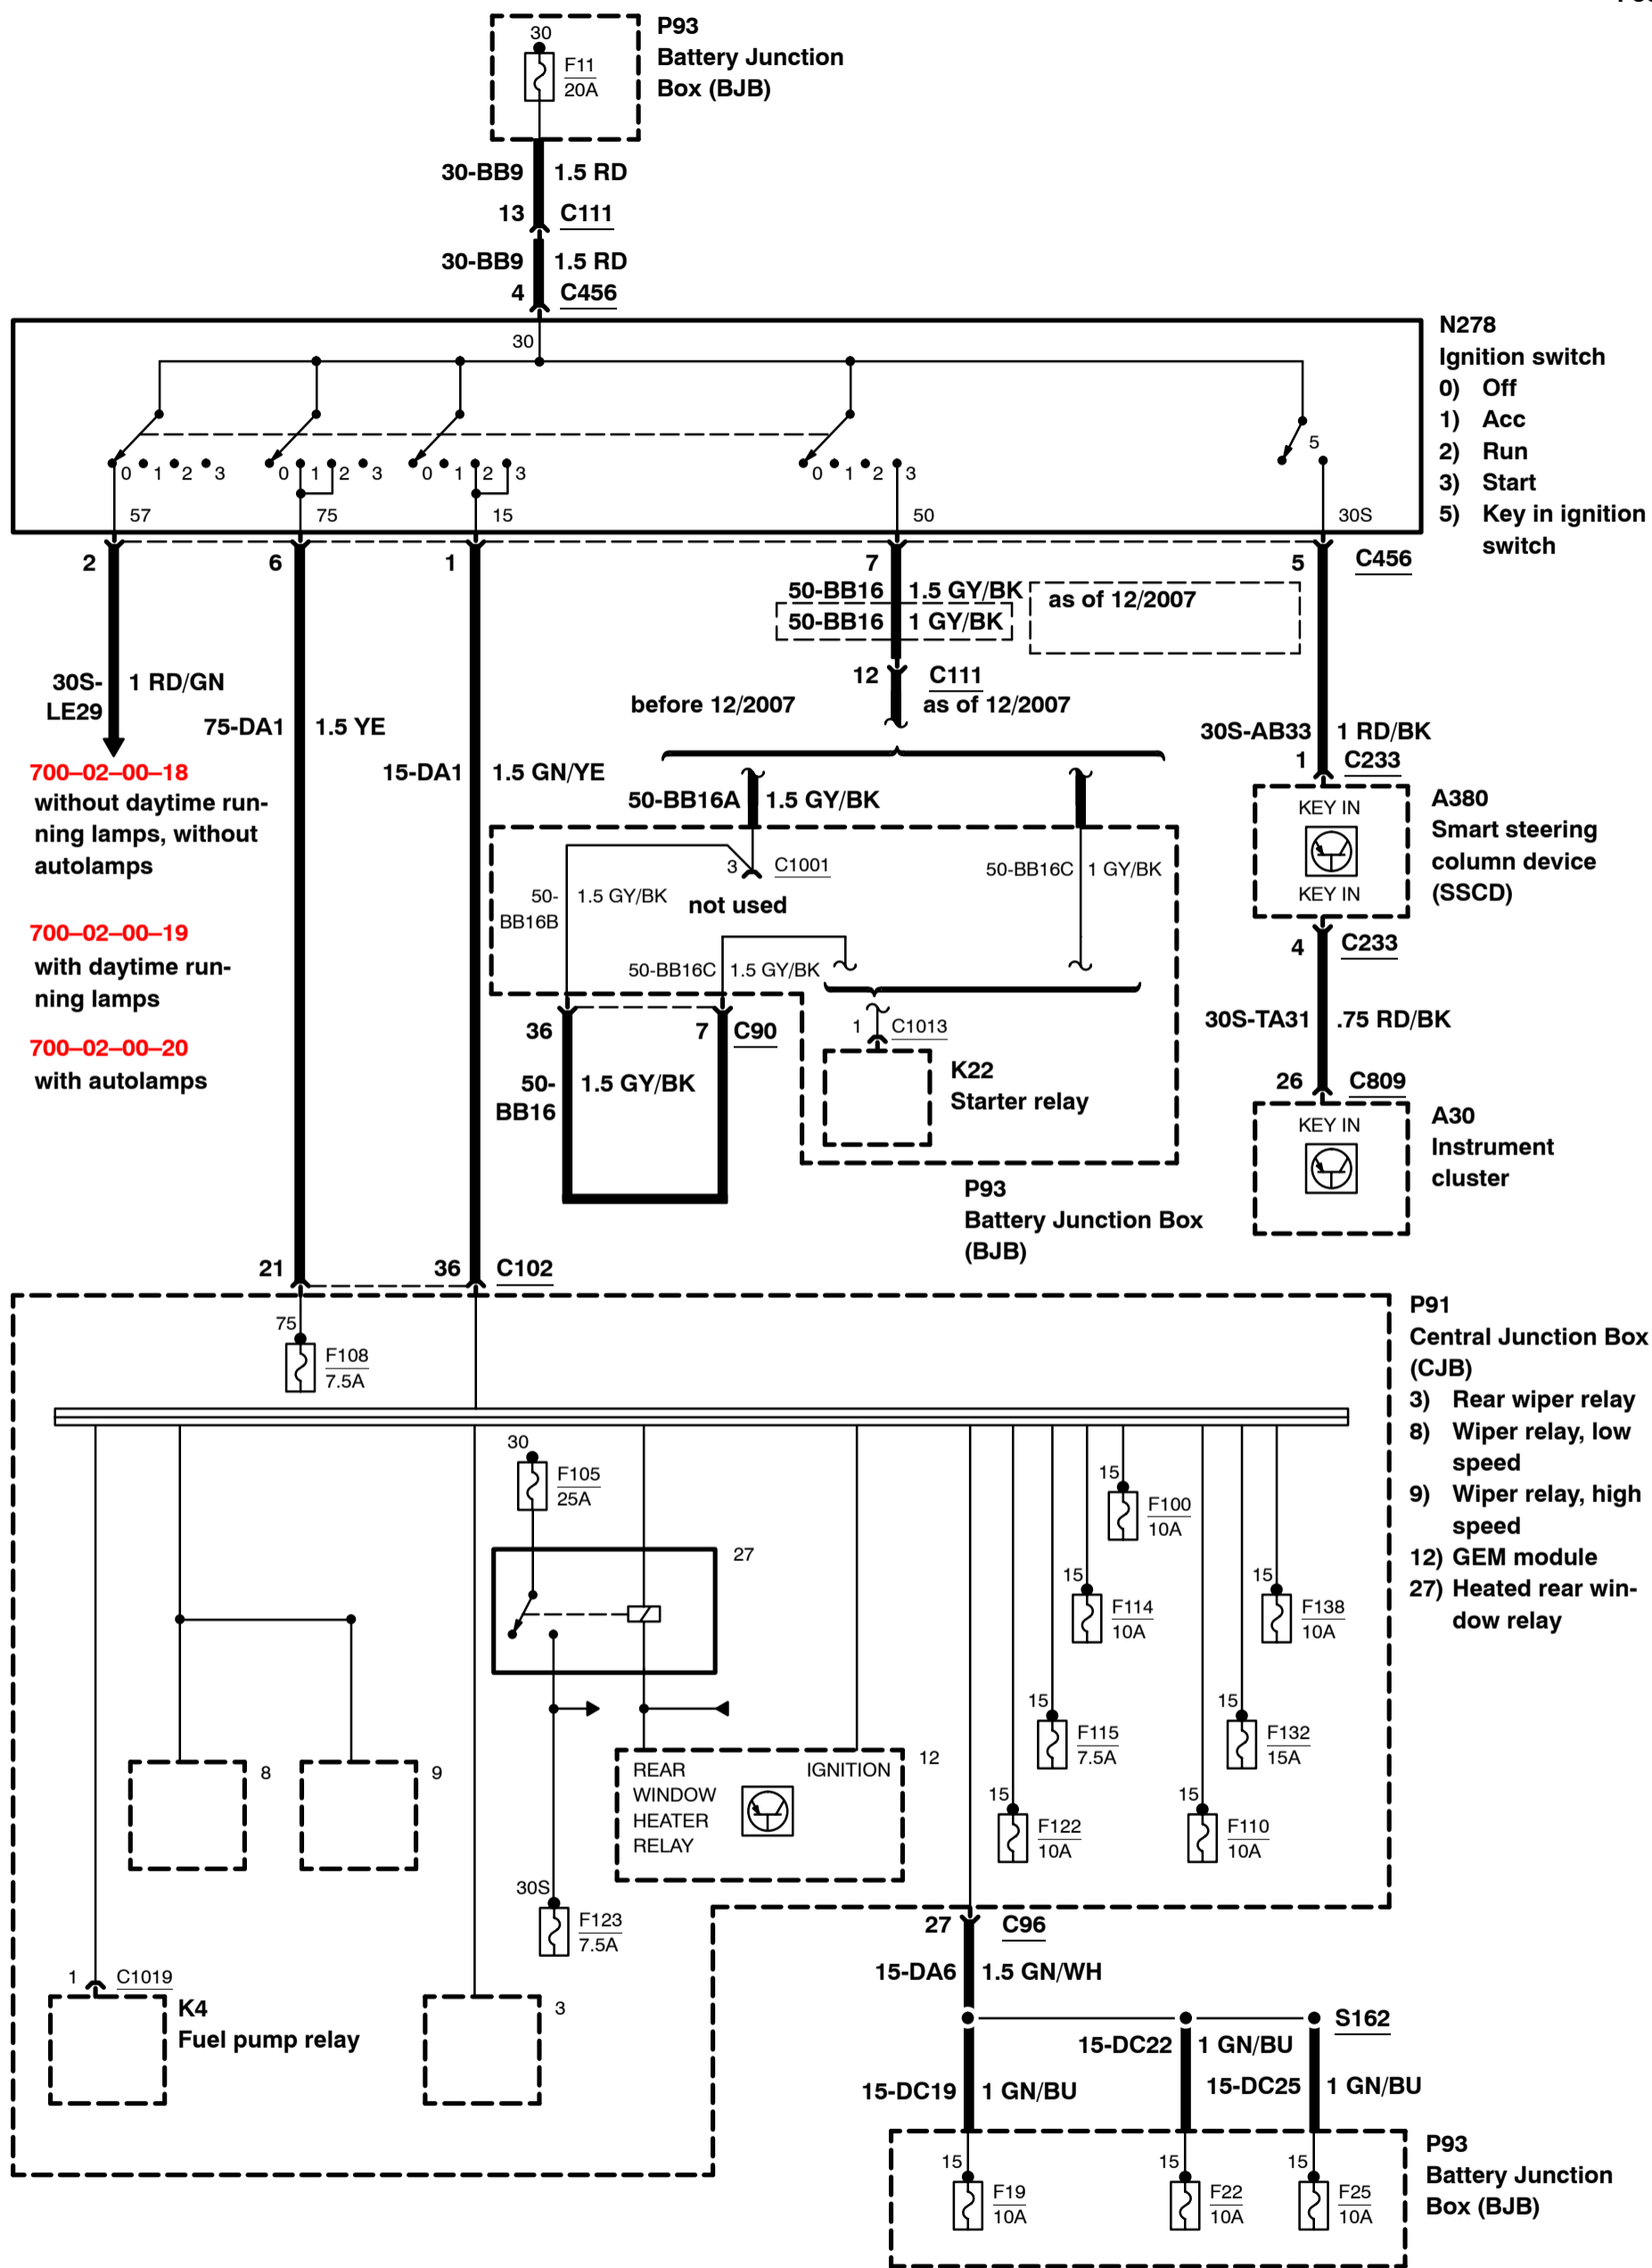 30
F11
20A
P93
Battery Junction
Box (BJB)
30-BB9 1.5 RD
13 C111
30-BB9 1.5 RD
4 C456
30
0 1 2 3
0 1 2 3
0 1 2 3
0 1 2 3
5
57
75
15
50
30S
N278
Ignition switch
0) Off
1) Acc
2) Run
3) Start
5) Key in ignition
switch
2
6
1
7
5
C456
50-BB16 1.5 GY/BK
50-BB16 1 GY/BK
as of 12/2007
12 C111
before 12/2007
as of 12/2007
30S-
LE29
1 RD/GN
75-DA1 1.5 YE
15-DA1 1.5 GN/YE
700–02–00–18
without daytime run-
ning lamps, without
autolamps
700–02–00–19
with daytime run-
ning lamps
700–02–00–20
with autolamps
50-BB16A 1.5 GY/BK
3 C1001
not used
50-
BB16B
1.5 GY/BK
50-BB16C 1 GY/BK
50-BB16C 1.5 GY/BK
36
7 C90
50-
BB16
1.5 GY/BK
1 C1013
K22
Starter relay
P93
Battery Junction Box
(BJB)
30S-AB33 1 RD/BK
1 C233
KEY IN
KEY IN
A380
Smart steering
column device
(SSCD)
4 C233
30S-TA31 .75 RD/BK
26 C809
KEY IN
A30
Instrument
cluster
21
36 C102
75
F108
7.5A
P91
Central Junction Box
(CJB)
3) Rear wiper relay
8) Wiper relay, low
speed
9) Wiper relay, high
speed
12) GEM module
27) Heated rear win-
dow relay
30
F105
25A
27
15
F100
10A
15
F114
10A
15
F138
10A
15
F115
7.5A
15
F132
15A
15
F122
10A
15
F110
10A
8
9
REAR
WINDOW
HEATER
RELAY
IGNITION
12
30S
F123
7.5A
1 C1019
K4
Fuel pump relay
3
27 C96
15-DA6 1.5 GN/WH
S162
15-DC22 1 GN/BU
15-DC19 1 GN/BU
15-DC25 1 GN/BU
15
F19
10A
15
F22
10A
15
F25
10A
P93
Battery Junction
Box (BJB)